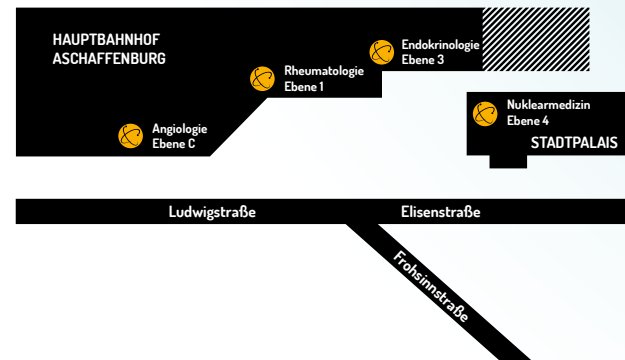 HAUPTBAHNHOF
ASCHAFFENBURG
Endokrinologie
Ebene 3
Rheumatologie
Ebene 1
Angiologie
Ebene C
Nuklearmedizin
Ebene 4
STADTPALAIS
Ludwigstraße
Elisenstraße
Frohsinnstraße